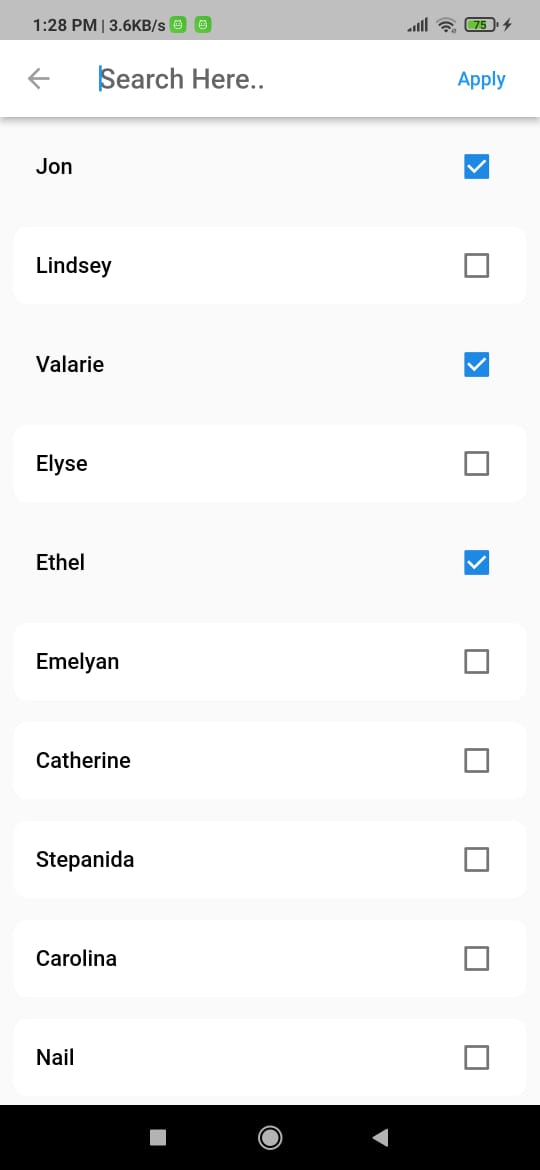 1:28 PM | 3.6KB/s 75
Search Here.. Apply
Jon
Lindsey
Valarie
Elyse
Ethel
Emelyan
Catherine
Stepanida
Carolina
Nail